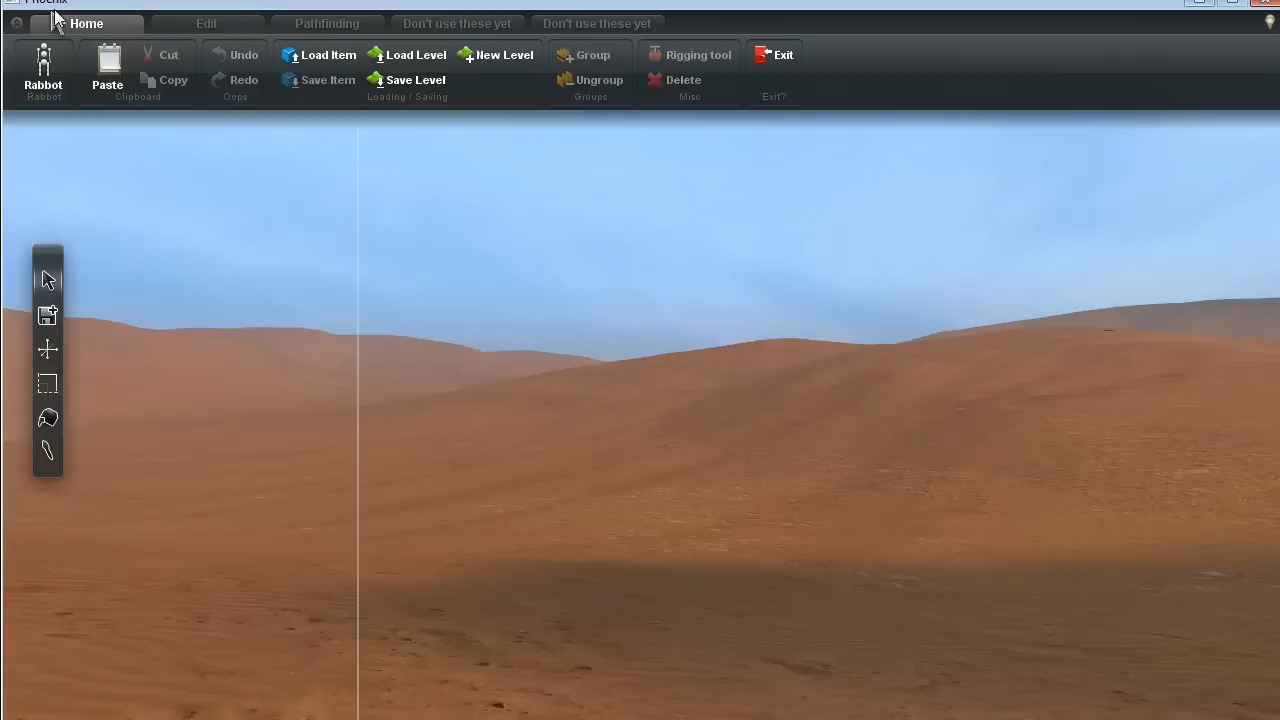 Phoenix
Home Edit Pathfinding Don't use these yet Don't use these yet
Cut Undo Load Item Load Level New Level Group Rigging tool Exit
Rabbot Paste Copy Redo Save Item Save Level Ungroup Delete
Rabbot Clipboard Oops Loading / Saving Groups Misc Exit?